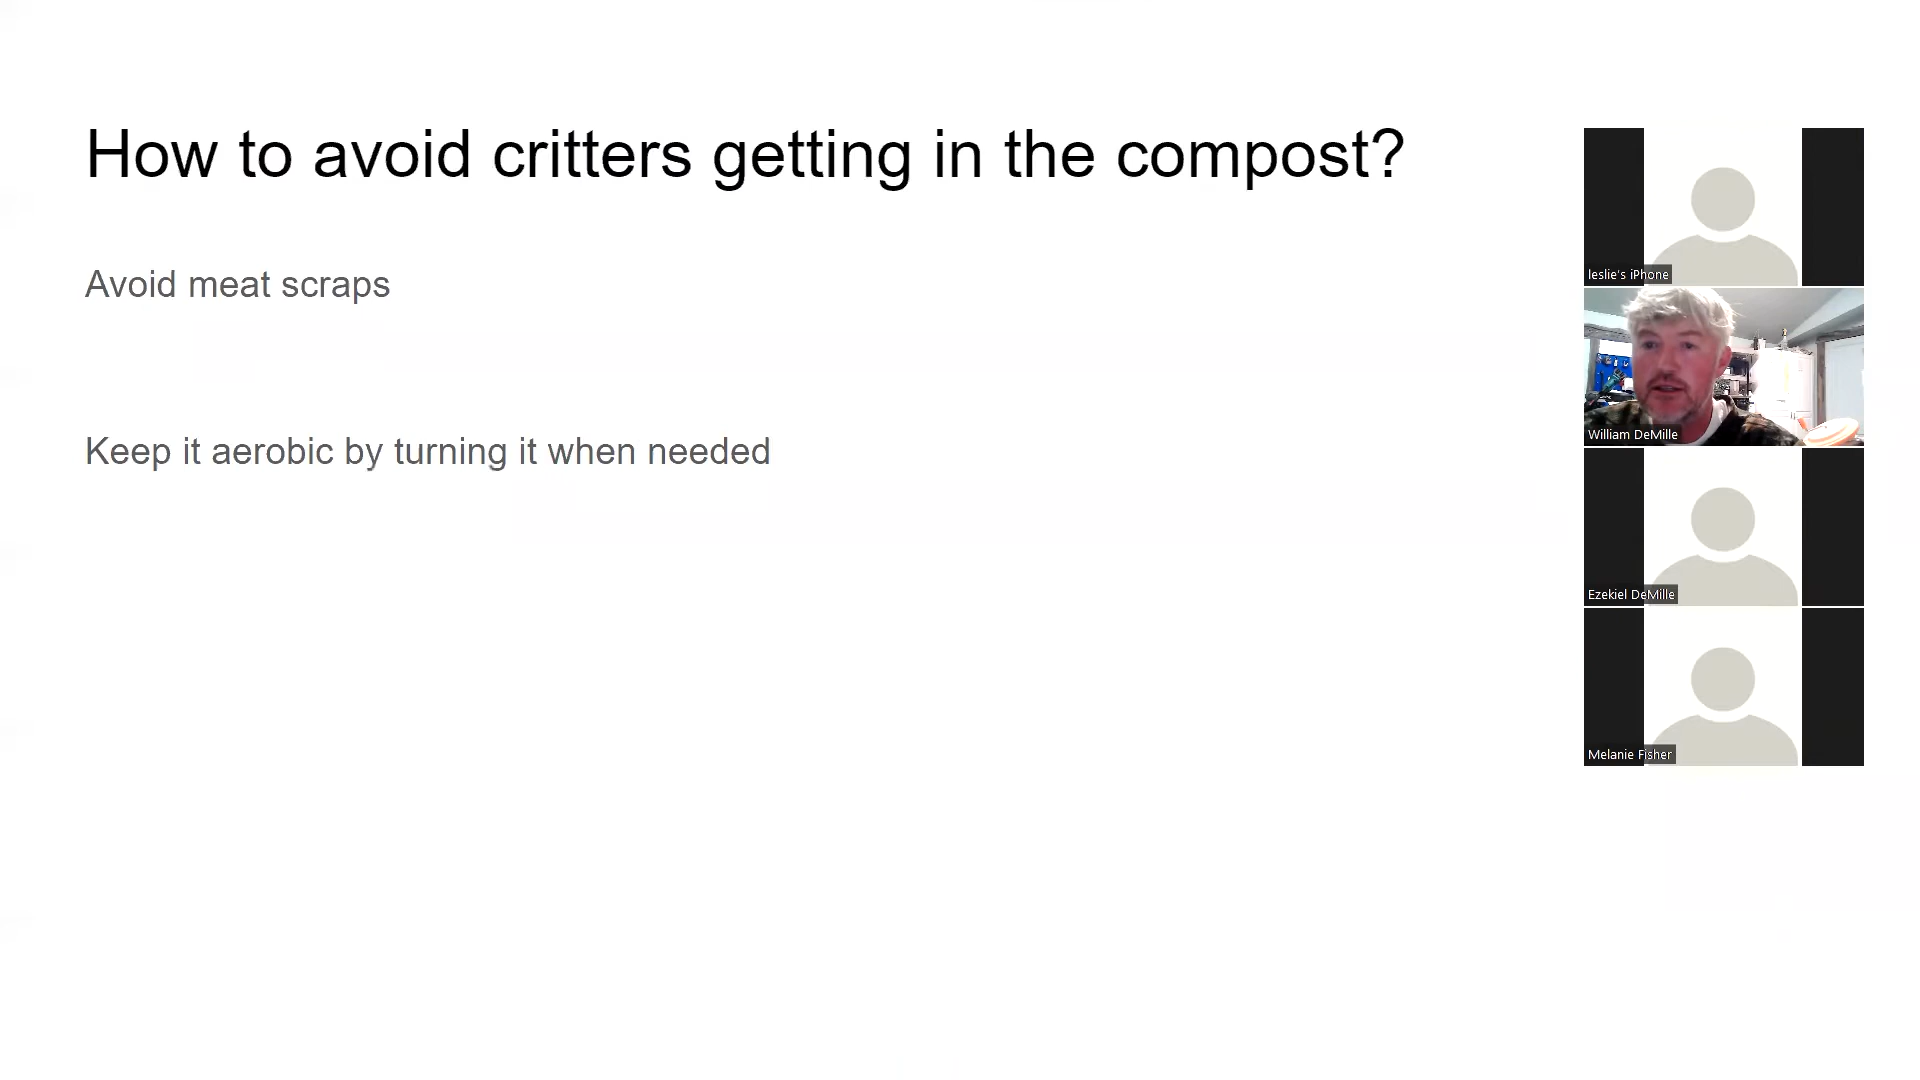 How to avoid critters getting in the compost?
Avoid meat scraps
Keep it aerobic by turning it when needed
leslie's iPhone
William DeMille
Ezekiel DeMille
Melanie Fisher